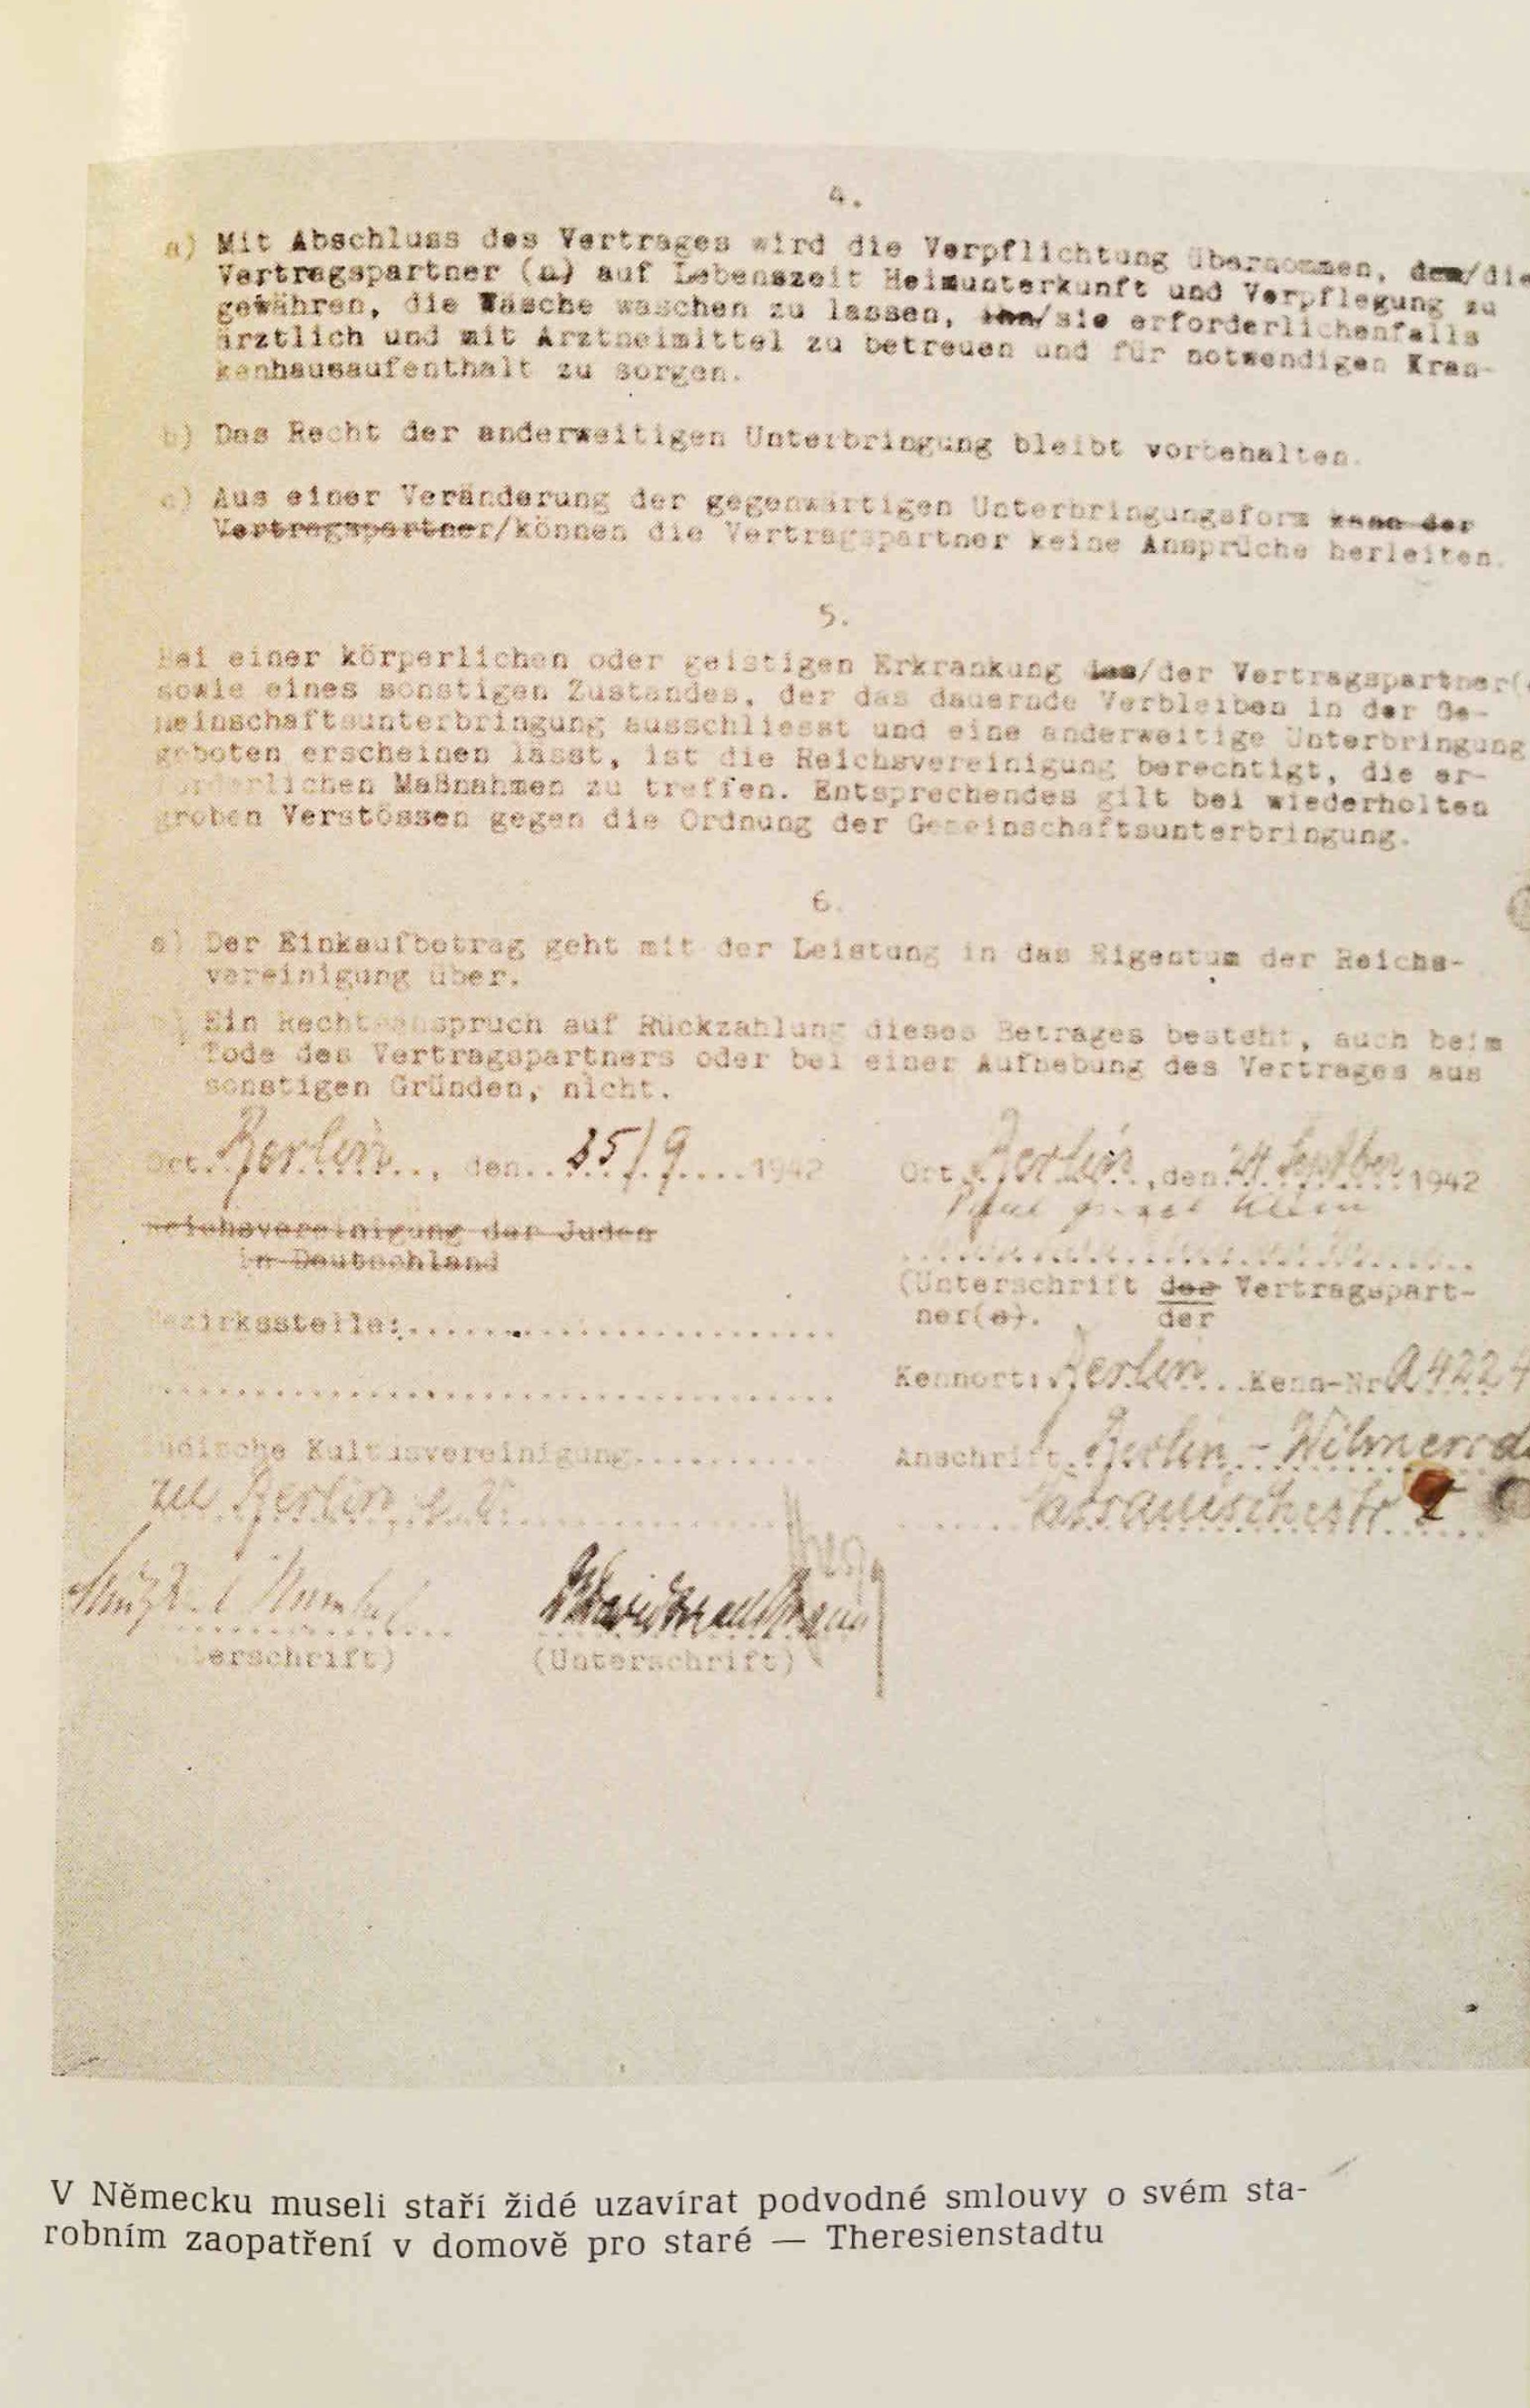 4.
a) Mit Abschluss des Vertrages wird die Verpflichtung übernommen, dem/die
Vertragspartner (n) auf Lebenszeit Heimunterkunft und Verpflegung zu
gewähren, die Wäsche waschen zu lassen, ihn/sie erforderlichenfalls
ärztlich und mit Arztneimittel zu betreuen und für notwendigen Kran-
kenhausaufenthalt zu sorgen.
b) Das Recht der anderweitigen Unterbringung bleibt vorbehalten.
c) Aus einer Veränderung der gegenwärtigen Unterbringungsform kann der
Vertragspartner/können die Vertragspartner keine Ansprüche herleiten.
5.
Bei einer körperlichen oder geistigen Erkrankung des/der Vertragspartner(
sowie eines sonstigen Zustandes, der das dauernde Verbleiben in der Ge-
meinschaftsunterbringung ausschliesst und eine anderweitige Unterbringung
geboten erscheinen lässt, ist die Reichsvereinigung berechtigt, die er-
forderlichen Maßnahmen zu treffen. Entsprechendes gilt bei wiederholten
groben Verstössen gegen die Ordnung der Gemeinschaftsunterbringung.
6.
a) Der Einkaufbetrag geht mit der Leistung in das Eigentum der Reichs-
vereinigung über.
b) Ein Rechtsanspruch auf Rückzahlung dieses Betrages besteht, auch beim
Tode des Vertragspartners oder bei einer Aufhebung des Vertrages aus
sonstigen Gründen, nicht.
Ort. Berlin..., den.. 25/9....1942
Reichsvereinigung der Juden
in Deutschland
Bezirksstelle:
Jüdische Kultusvereinigung
zu Berlin e.V.
(Unterschrift) (Unterschrift)
Ort Berlin, den 24 September 1942
Paul Israel
(Unterschrift des Vertragspart-
ner(s). der
Kennort: Berlin...Kenn-Nr A 4224
Anschrift. Berlin - Wilmersd
Nassauischestr
V Německu museli staří židé uzavírat podvodné smlouvy o svém sta-
robním zaopatření v domově pro staré — Theresienstadtu